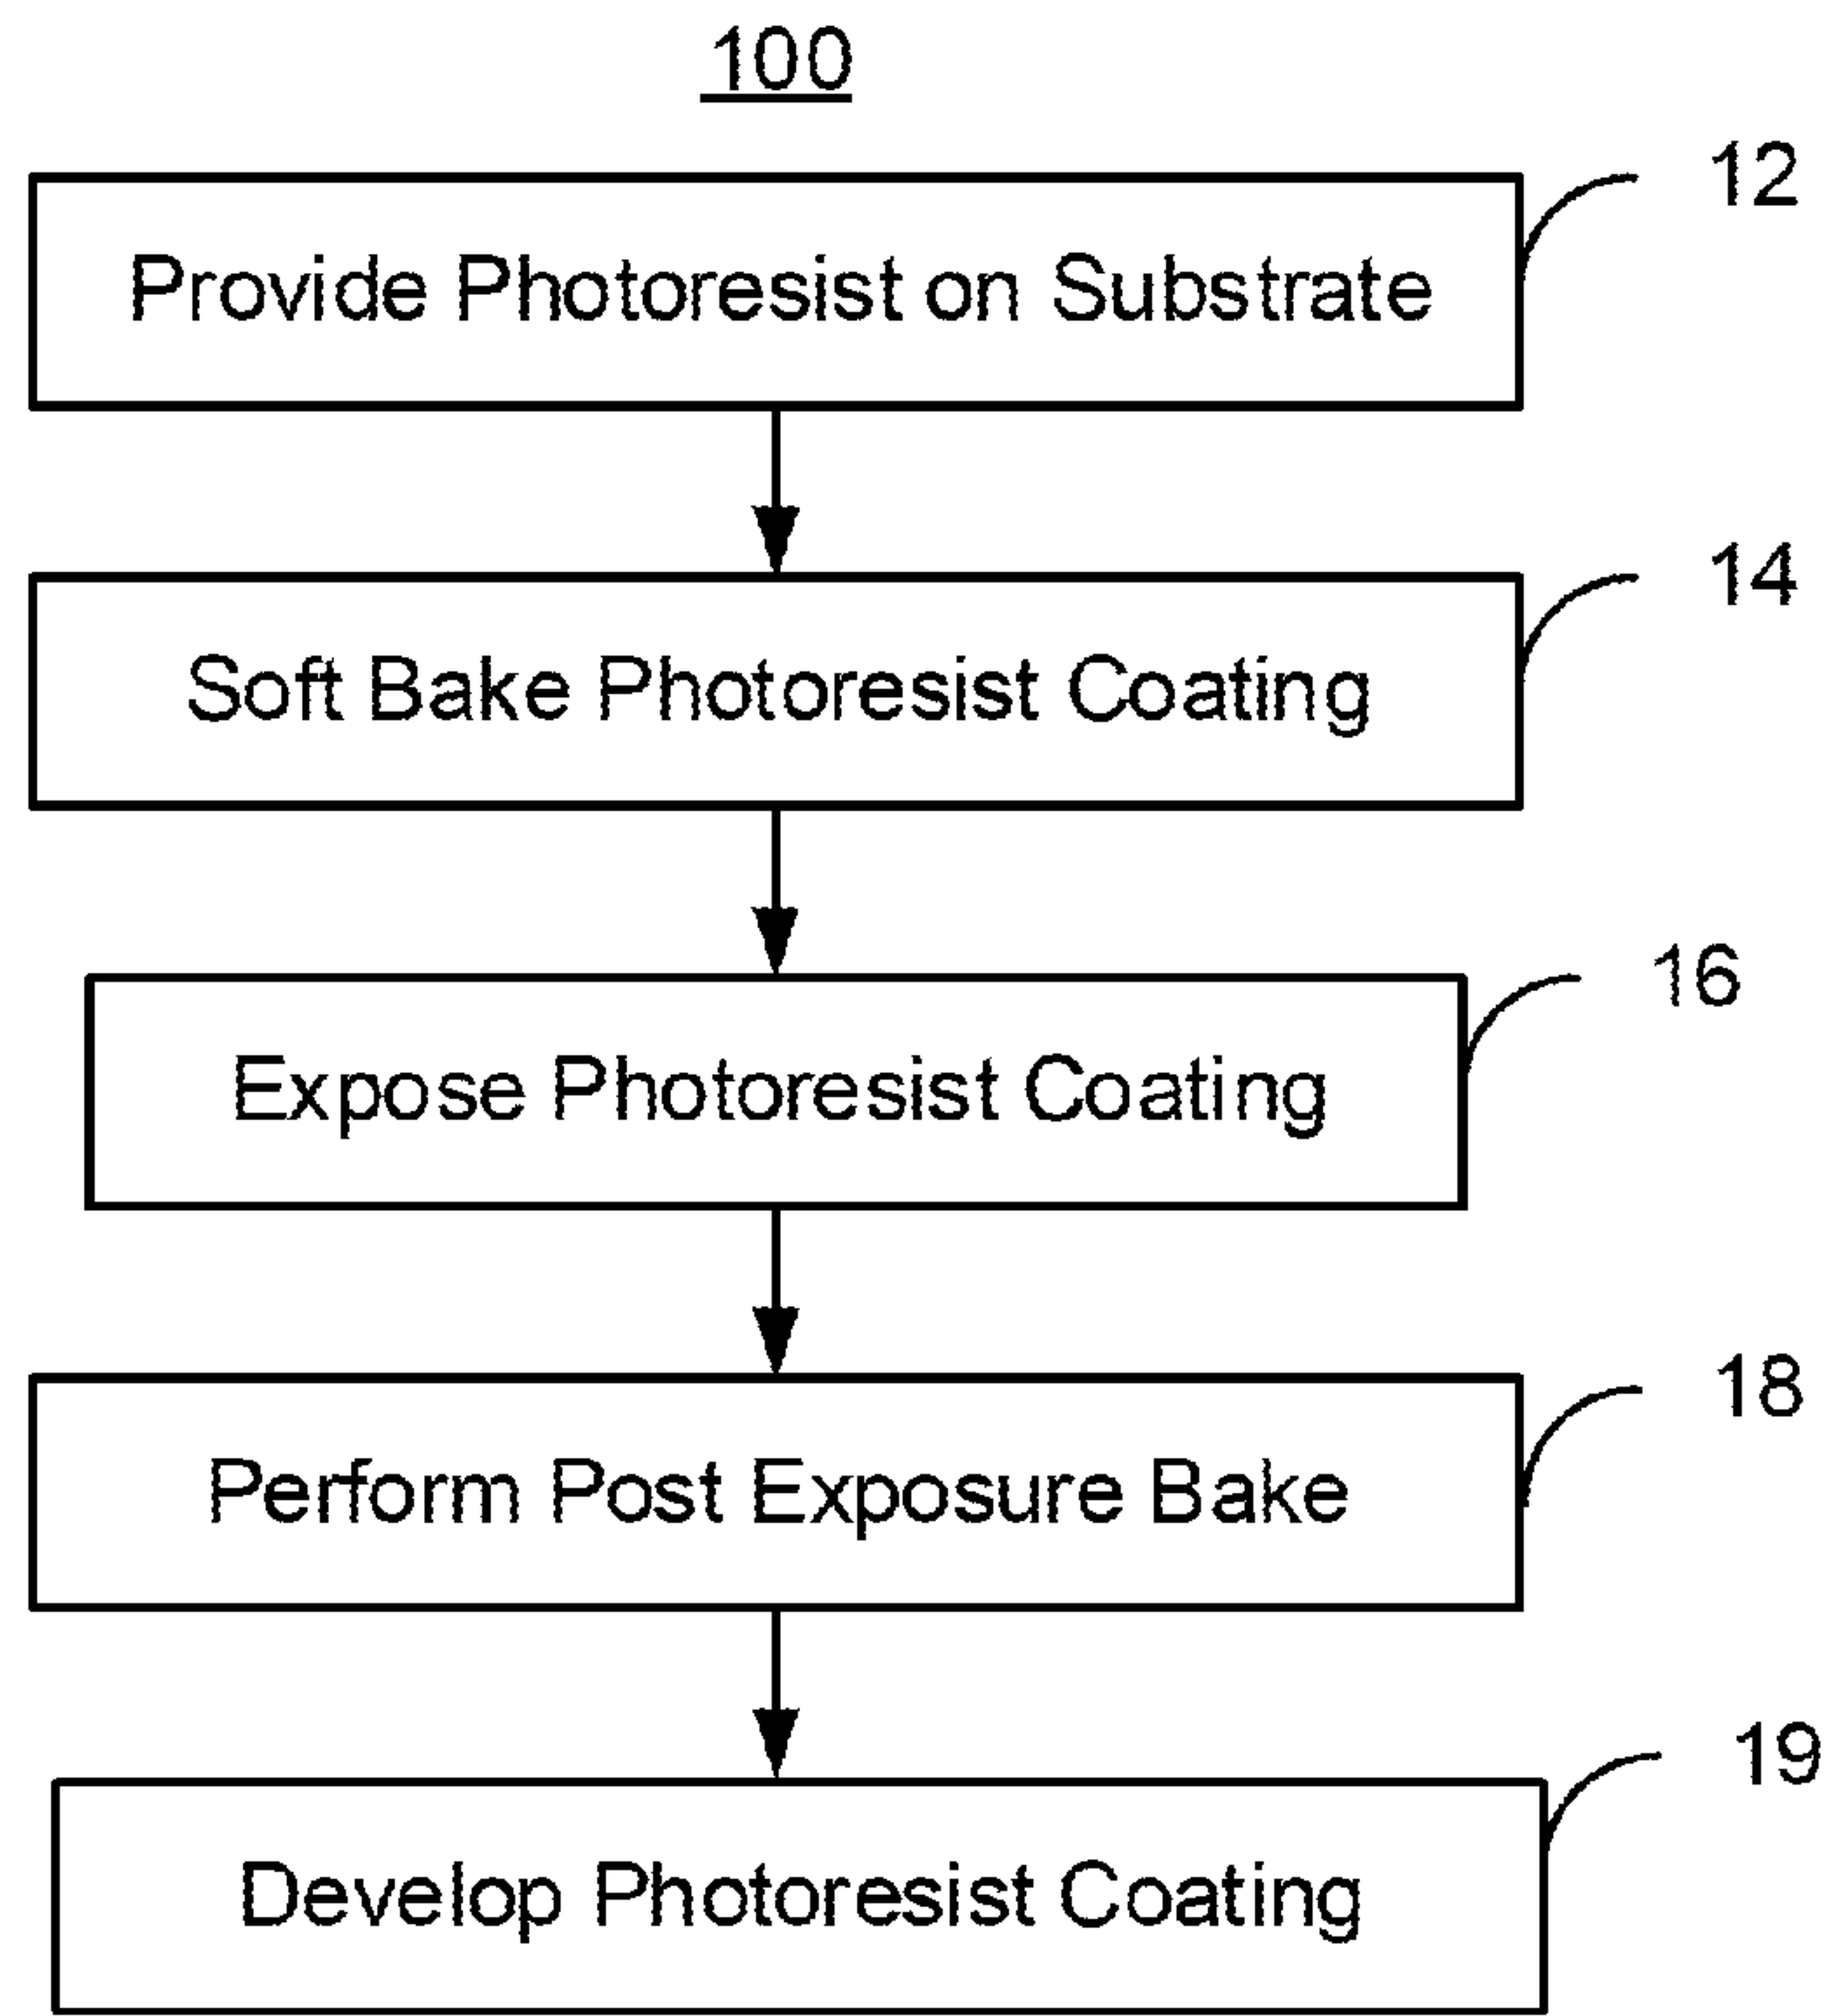 100
12
Provide Photoresist on Substrate
14
Soft Bake Photoresist Coating
16
Expose Photoresist Coating
18
Perform Post Exposure Bake
19
Develop Photoresist Coating